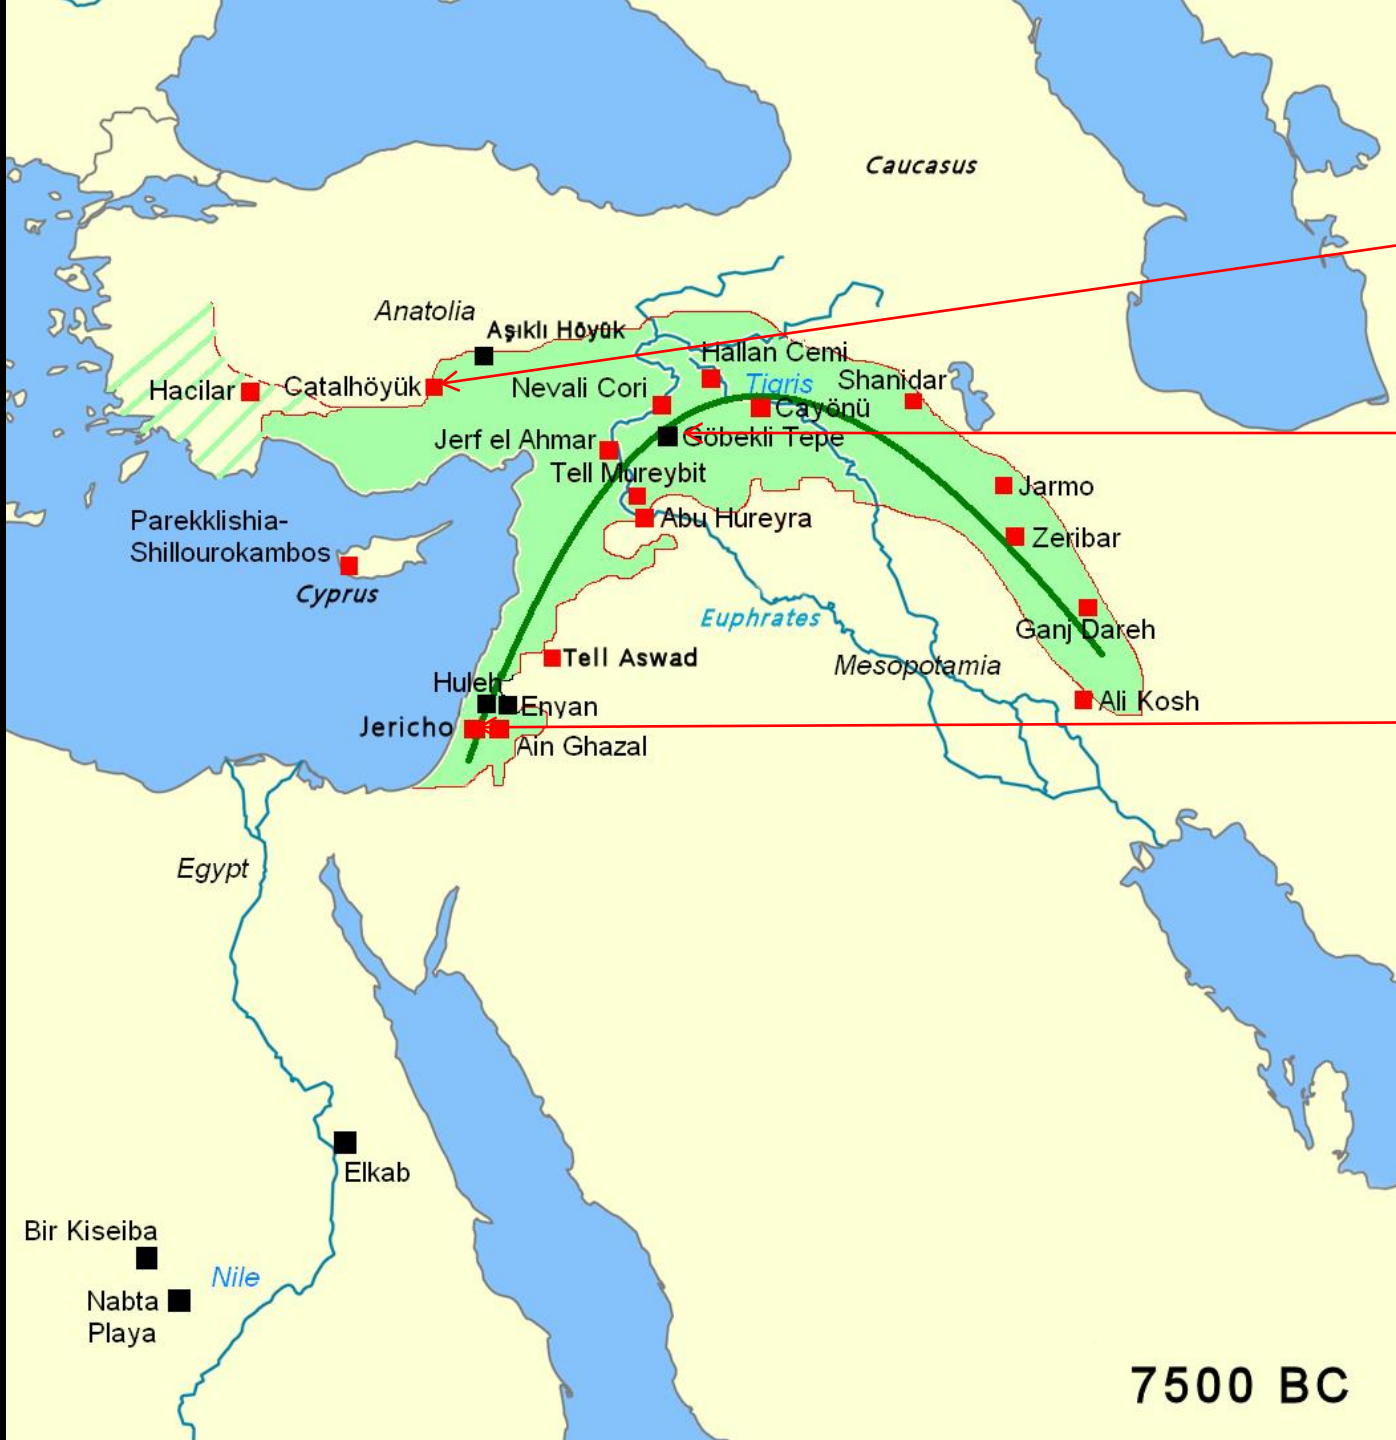 Caucasus
Anatolia
Aşıklı Höyük
Hallan Cemi
Hacilar
Catalhöyük
Nevali Cori
Tigris
Shanidar
Cayönü
Jerf el Ahmar
Göbekli Tepe
Tell Mureybit
Jarmo
Abu Hureyra
Parekklishia-
Shillourokambos
Zeribar
Cyprus
Euphrates
Ganj Dareh
Tell Aswad
Mesopotamia
Huleh
Enyan
Ali Kosh
Jericho
Ain Ghazal
Egypt
Elkab
Bir Kiseiba
Nile
Nabta
Playa
7500 BC